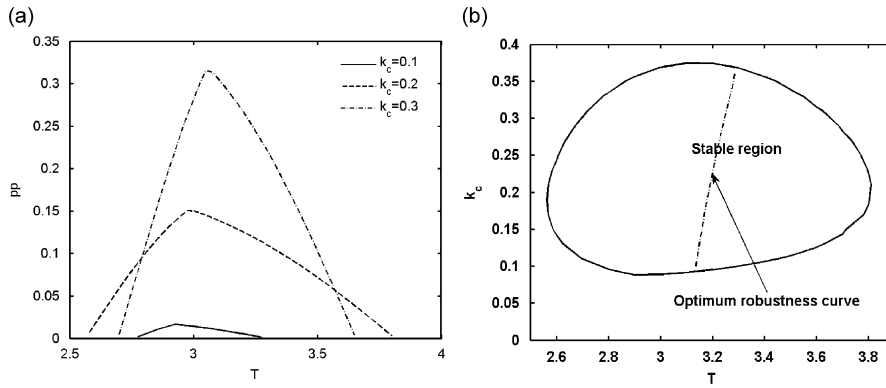 (a)
0.35
0.3
0.25
0.2
0.15
0.1
0.05
0
pp
2.5 3 3.5 4
T
k_c=0.1
k_c=0.2
k_c=0.3
(b)
0.4
0.35
0.3
0.25
0.2
0.15
0.1
0.05
0
k_c
Stable region
Optimum robustness curve
2.6 2.8 3 3.2 3.4 3.6 3.8
T